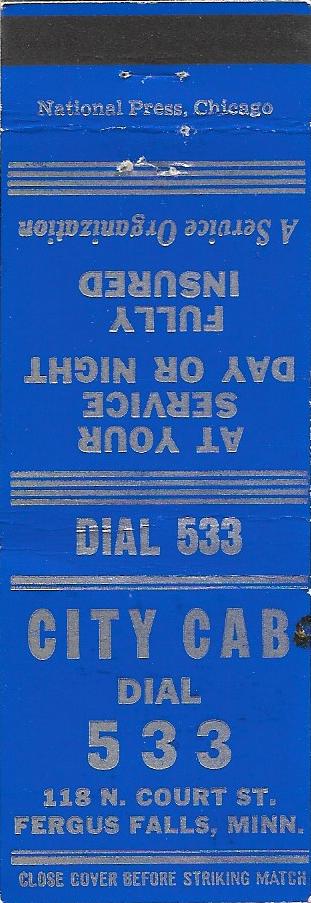 National Press, Chicago
AT YOUR
SERVICE
DAY OR NIGHT
FULLY
INSURED
A Service Organization
DIAL 533
CITY CAB
DIAL
533
118 N. COURT ST.
FERGUS FALLS, MINN.
CLOSE COVER BEFORE STRIKING MATCH